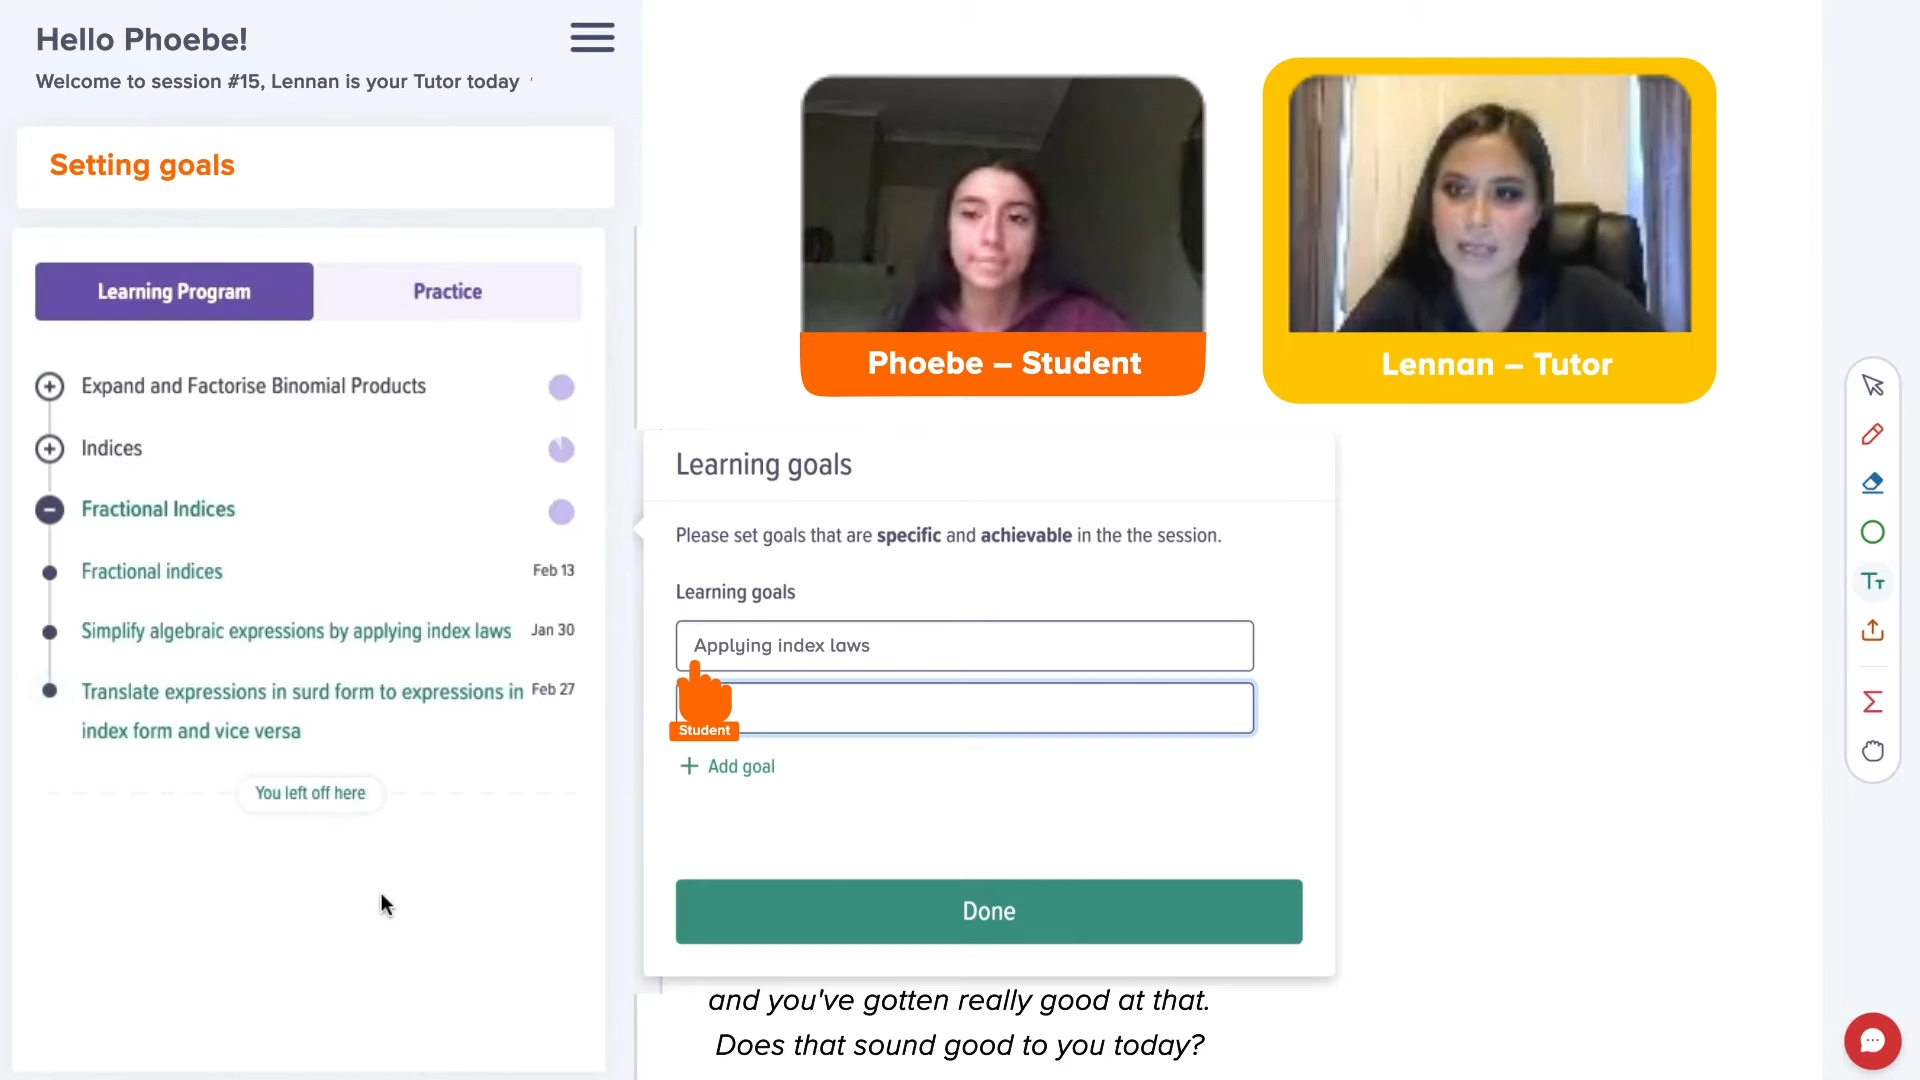 Hello Phoebe!
Welcome to session #15, Lennan is your Tutor today
Setting goals
Learning Program
Practice
Expand and Factorise Binomial Products
Indices
Fractional Indices
Fractional indices
Feb 13
Simplify algebraic expressions by applying index laws
Jan 30
Translate expressions in surd form to expressions in
Feb 27
index form and vice versa
You left off here
Phoebe – Student
Lennan – Tutor
Learning goals
Please set goals that are specific and achievable in the the session.
Learning goals
Applying index laws
Student
+ Add goal
Done
and you've gotten really good at that.
Does that sound good to you today?
Tт
Σ